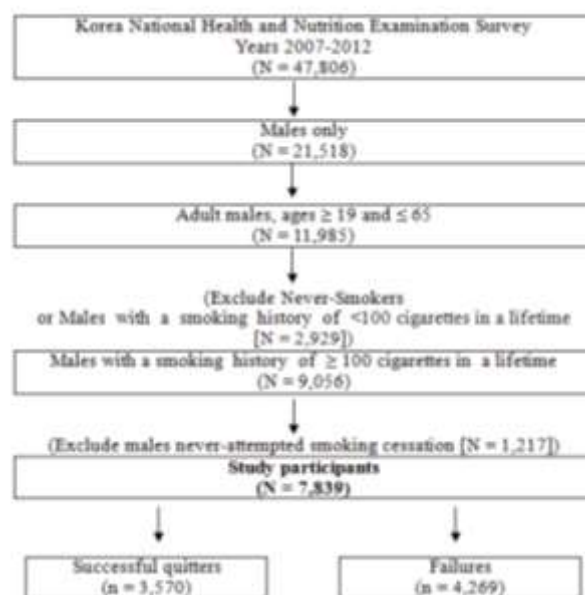 Korea National Health and Nutrition Examination Survey
Years 2007-2012
(N = 47,806)
Males only
(N = 21,518)
Adult males, ages ≥ 19 and ≤ 65
(N = 11,985)
(Exclude Never-Smokers
or Males with a smoking history of <100 cigarettes in a lifetime
[N = 2,929])
Males with a smoking history of ≥ 100 cigarettes in a lifetime
(N = 9,056)
(Exclude males never-attempted smoking cessation [N = 1,217])
Study participants
(N = 7,839)
Successful quitters
(n = 3,570)
Failures
(n = 4,269)